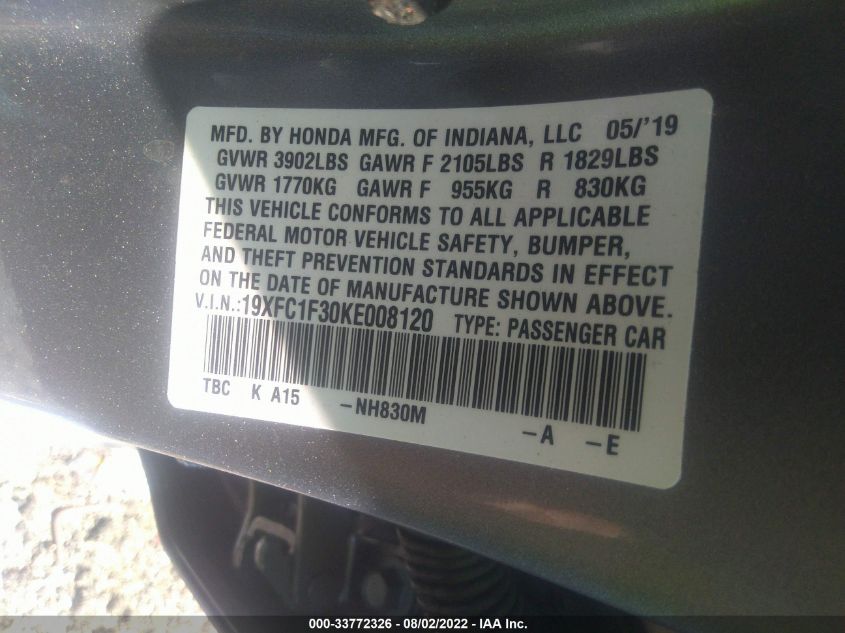 MFD. BY HONDA MFG. OF INDIANA, LLC 05/'19
GVWR 3902LBS GAWR F 2105LBS R 1829LBS
GVWR 1770KG GAWR F 955KG R 830KG
THIS VEHICLE CONFORMS TO ALL APPLICABLE
FEDERAL MOTOR VEHICLE SAFETY, BUMPER,
AND THEFT PREVENTION STANDARDS IN EFFECT
ON THE DATE OF MANUFACTURE SHOWN ABOVE.
V.I.N.:19XFC1F30KE008120 TYPE: PASSENGER CAR
TBC K A15 -NH830M -A -E
000-33772326 - 08/02/2022 - IAA Inc.